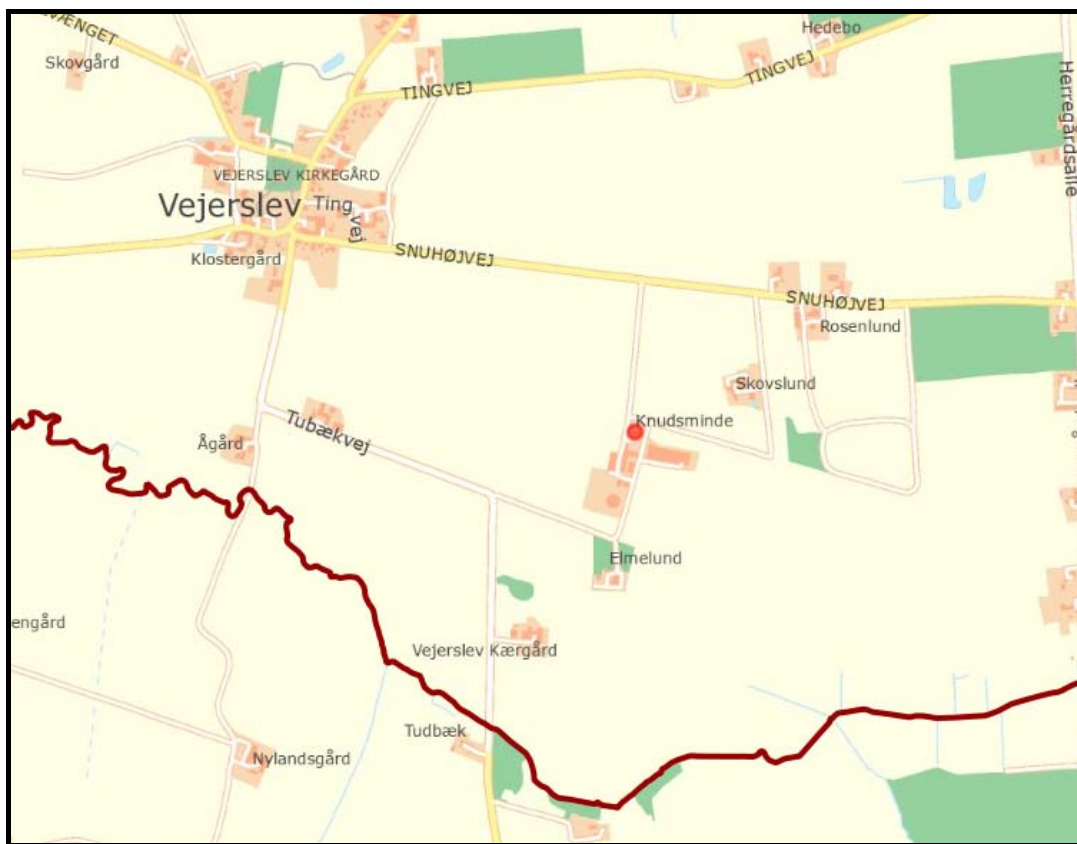 VÆNGET
Hedebo
Skovgård
TINGVEJ
TINGVEJ
Herregårdsalle
VEJERSLEV KIRKEGÅRD
Vejerslev
Ting
vej
SNUHØJVEJ
Klostergård
SNUHØJVEJ
Rosenlund
Skovslund
Knudsminde
Tubækvej
Ågård
Elmelund
engård
Vejerslev Kærgård
Tudbæk
Nylandsgård